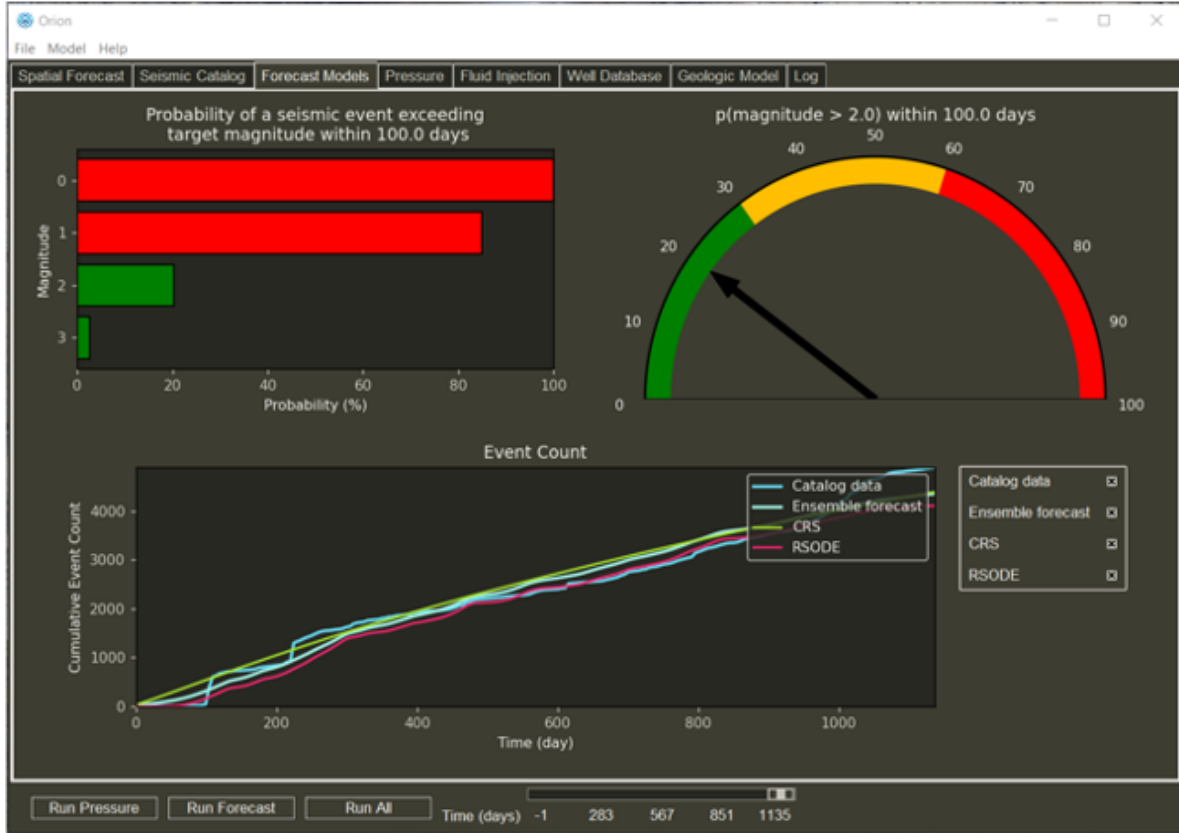 Orion
File Model Help
Spatial Forecast Seismic Catalog Forecast Models Pressure Fluid Injection Well Database Geologic Model Log
Probability of a seismic event exceeding
target magnitude within 100.0 days
0
1
2
3
Magnitude
0 20 40 60 80 100
Probability (%)
p(magnitude > 2.0) within 100.0 days
0 10 20 30 40 50 60 70 80 90 100
Event Count
Cumulative Event Count
4000
3000
2000
1000
0
0 200 400 600 800 1000
Time (day)
Catalog data
Ensemble forecast
CRS
RSODE
Catalog data
Ensemble forecast
CRS
RSODE
Run Pressure Run Forecast Run All Time (days) -1 283 567 851 1135